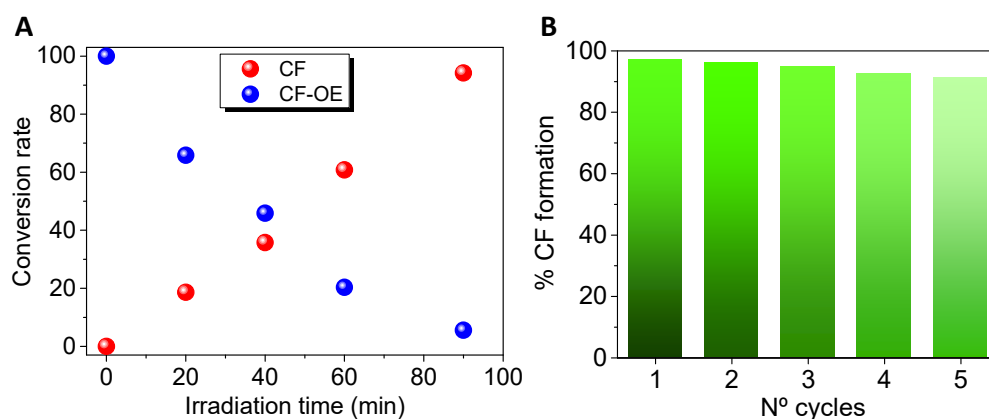 A
Conversion rate
100
80
60
40
20
0
CF
CF-OE
0 20 40 60 80 100
Irradiation time (min)
B
% CF formation
100
80
60
40
20
0
1 2 3 4 5
Nº cycles